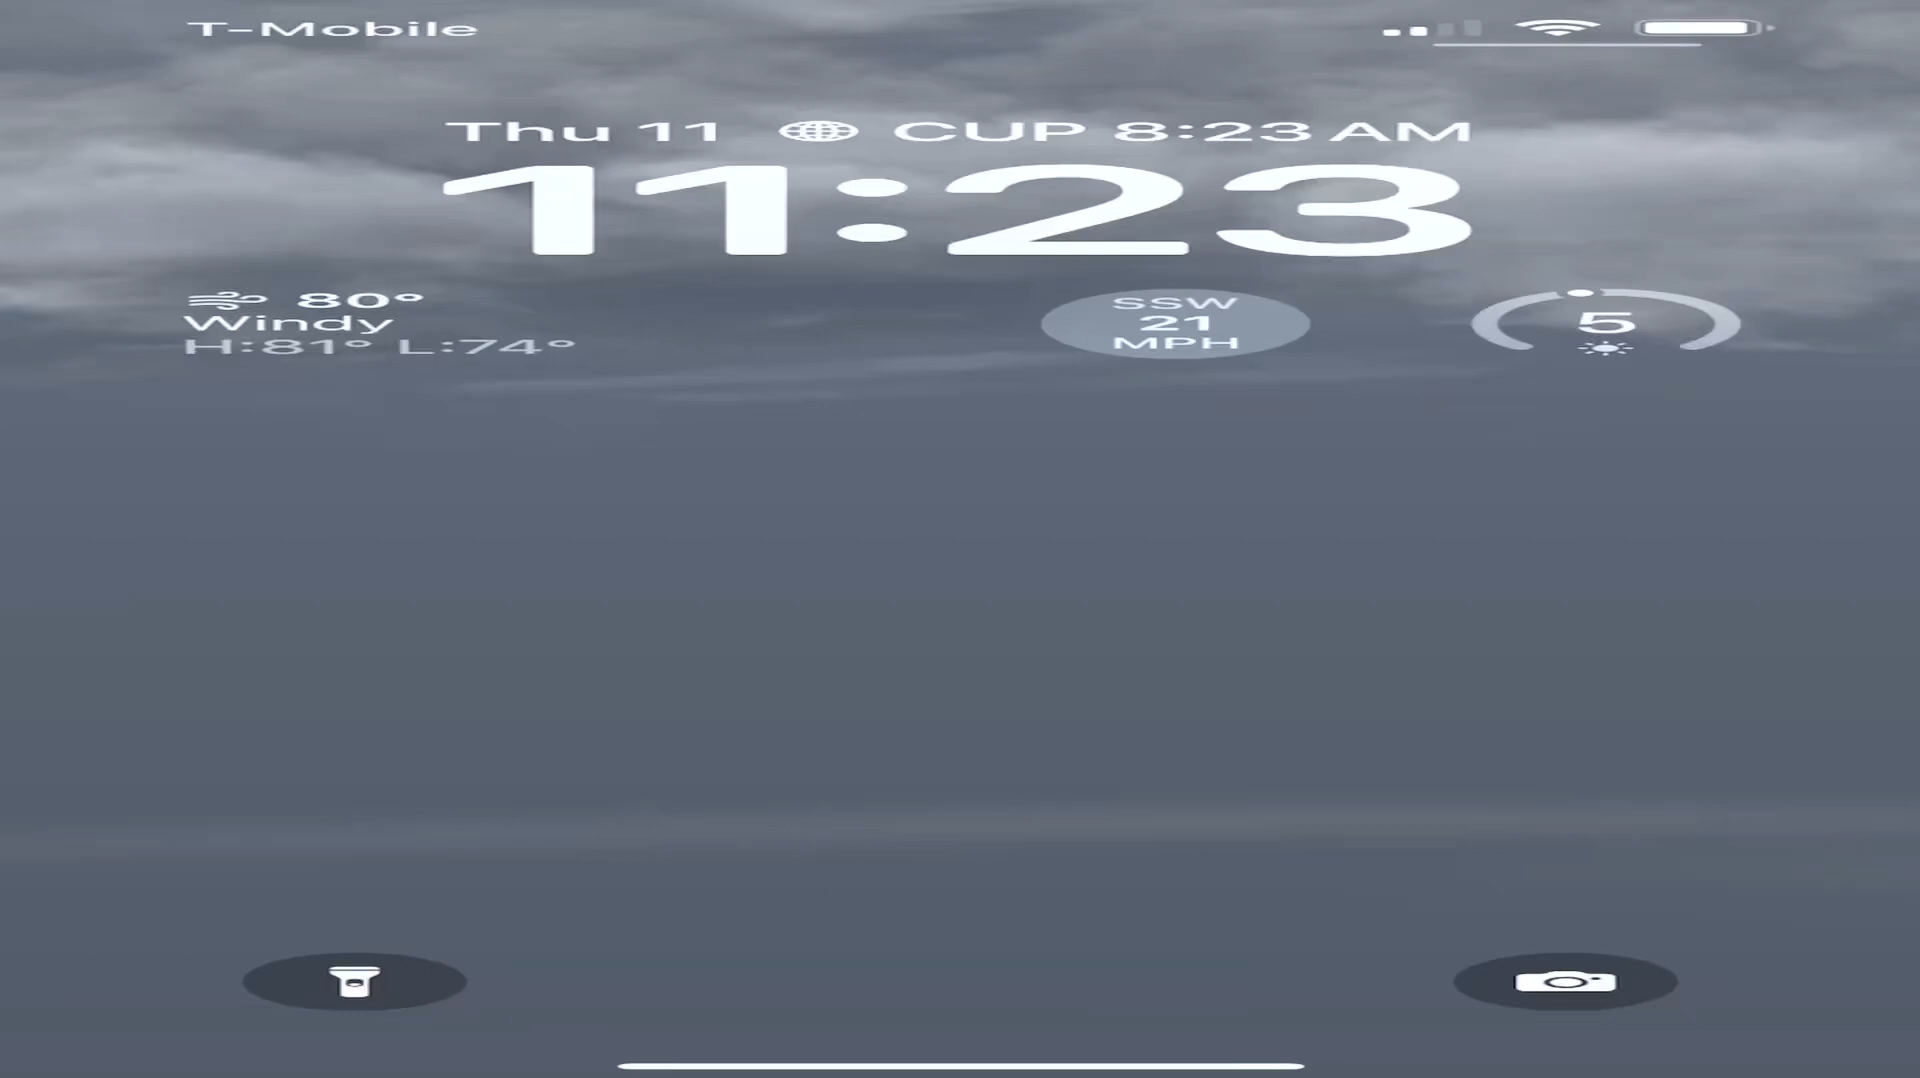 T-Mobile
Thu 11 CUP 8:23 AM
11:23
80°
Windy
H:81° L:74°
SSW
21
MPH
5